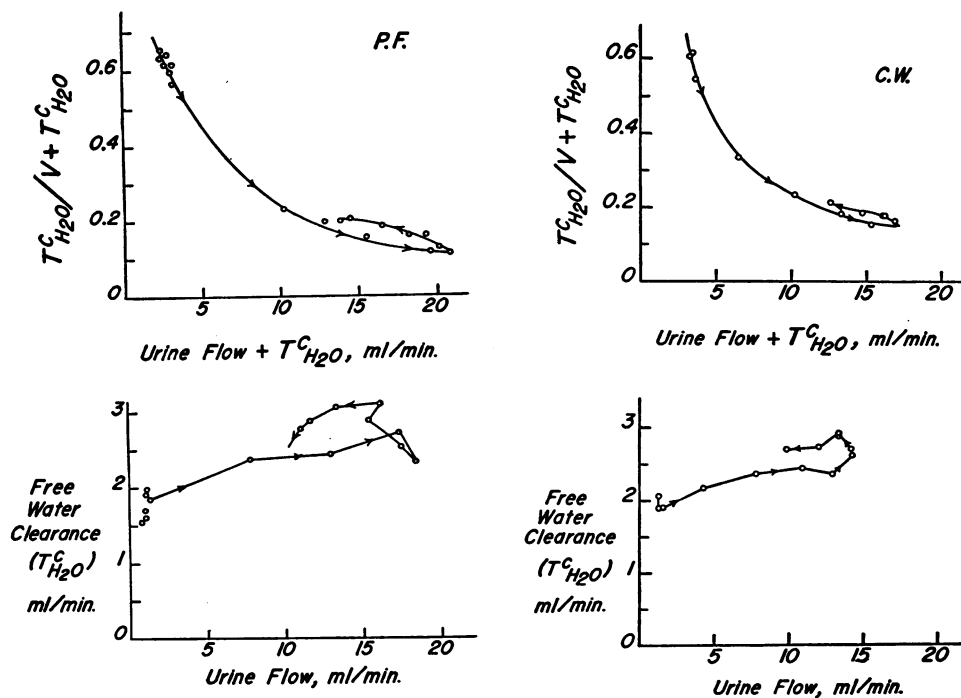 P.F.
T^C_H2O/V + T^C_H2O
0.6
0.4
0.2
0
5
10
15
20
Urine Flow + T^C_H2O, ml/min.
C.W.
T^C_H2O/V + T^C_H2O
0.6
0.4
0.2
0
5
10
15
20
Urine Flow + T^C_H2O, ml/min.
Free
Water
Clearance
(T^C_H2O)
ml/min.
3
2
1
0
5
10
15
20
Urine Flow, ml/min.
Free
Water
Clearance
(T^C_H2O)
ml/min.
3
2
1
0
5
10
15
20
Urine Flow, ml/min.